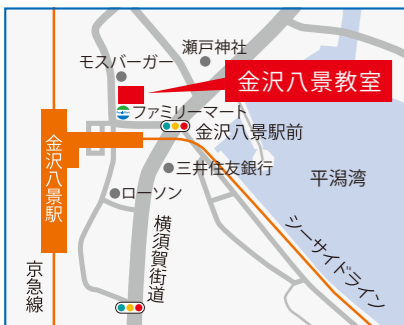 瀬戸神社
モスバーガー
金沢八景教室
ファミリーマート
金沢八景駅前
金沢八景駅
三井住友銀行
平潟湾
ローソン
横須賀街道
シーサイドライン
京急線